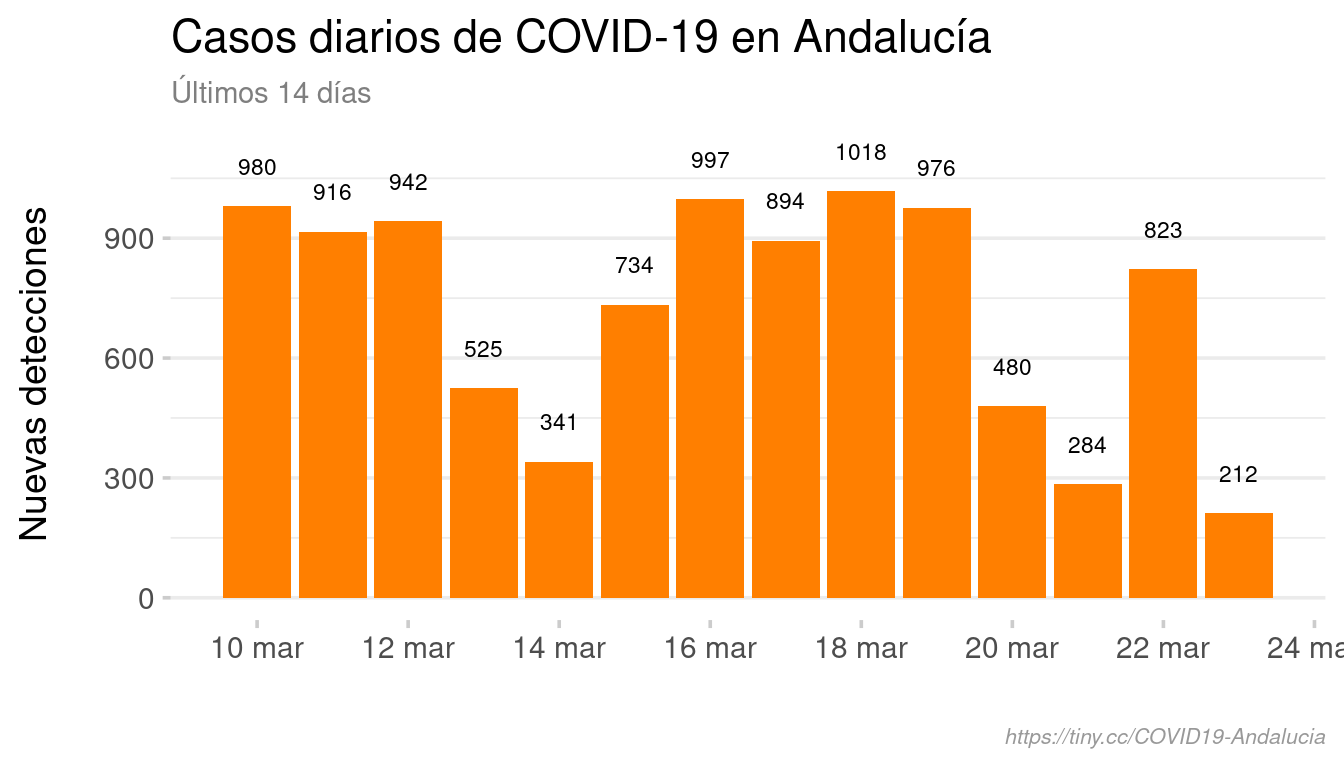 Casos diarios de COVID-19 en Andalucía
Últimos 14 días
Nuevas detecciones
900
600
300
0
980
916
942
525
341
734
997
894
1018
976
480
284
823
212
10 mar
12 mar
14 mar
16 mar
18 mar
20 mar
22 mar
24 ma
https://tiny.cc/COVID19-Andalucia